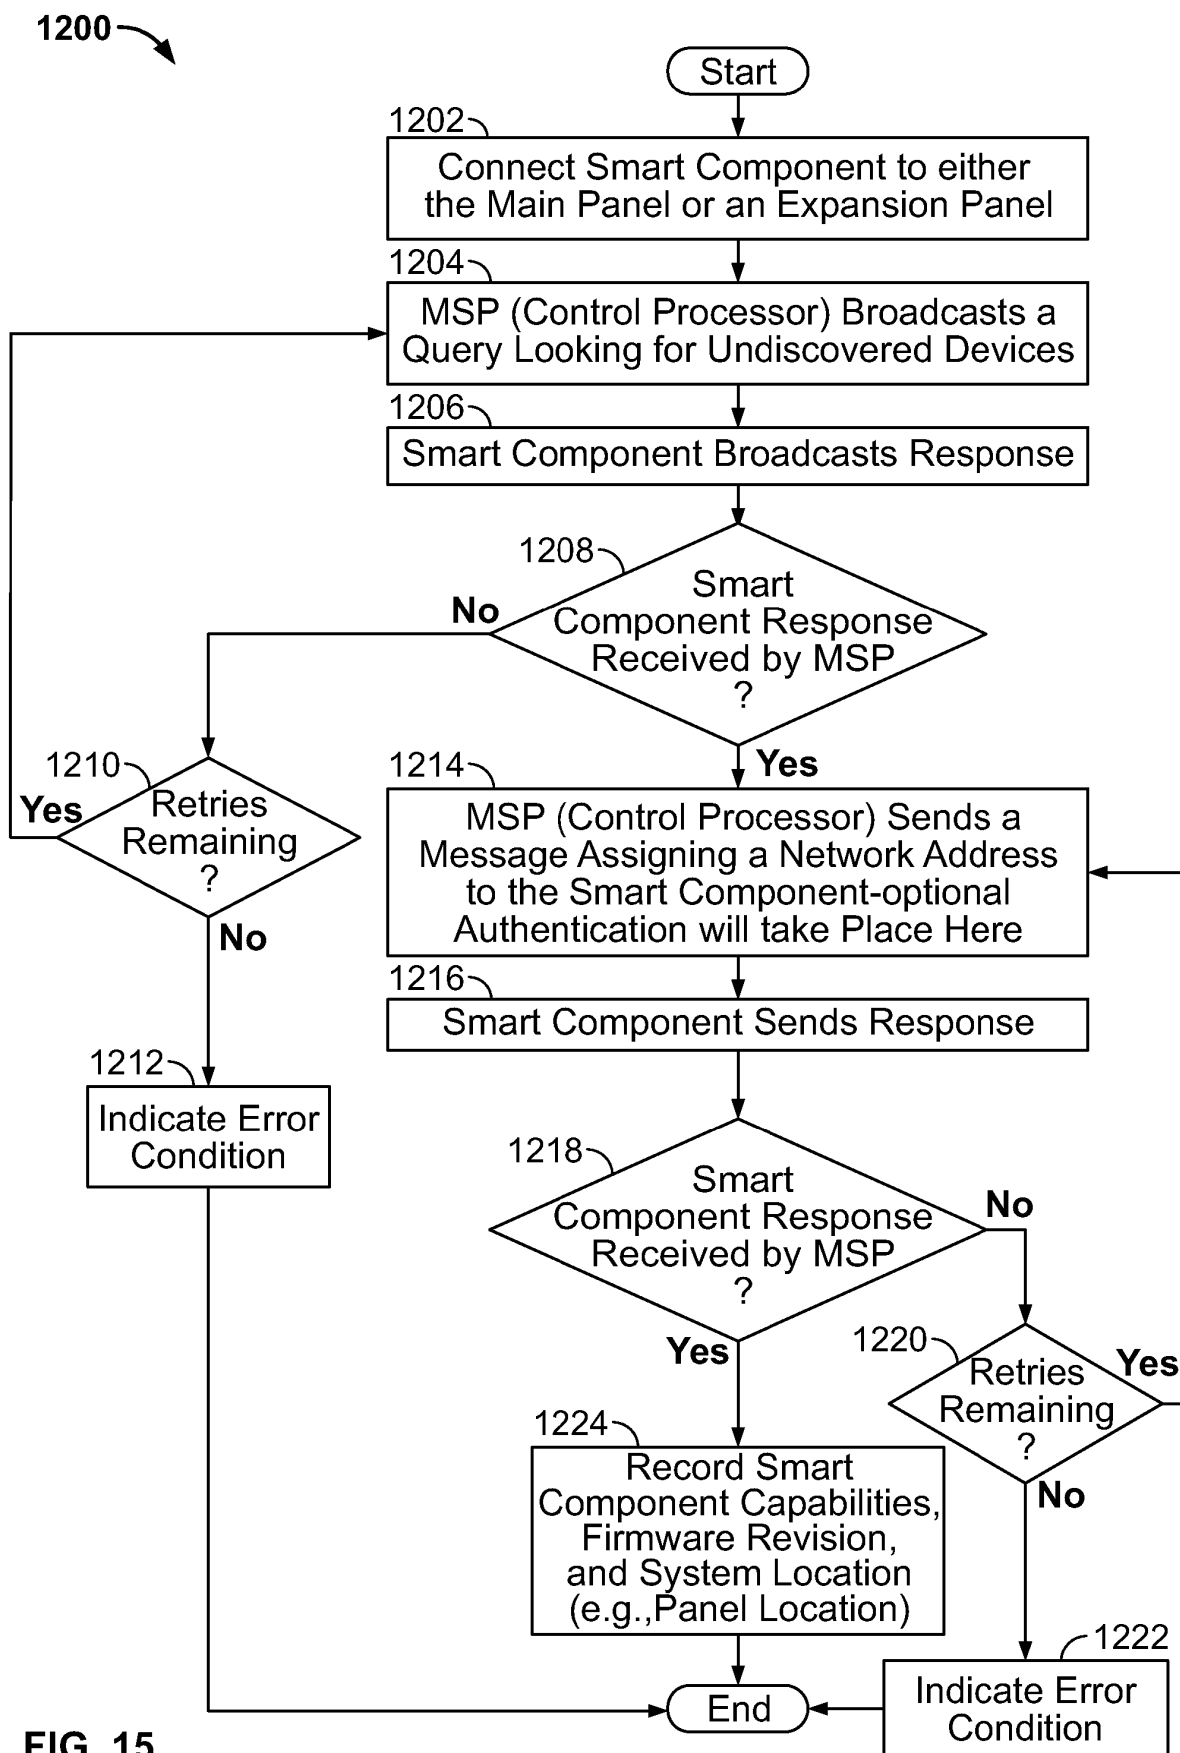 1200
Start
1202
Connect Smart Component to either
the Main Panel or an Expansion Panel
1204
MSP (Control Processor) Broadcasts a
Query Looking for Undiscovered Devices
1206
Smart Component Broadcasts Response
1208
Smart
Component Response
Received by MSP
?
No
Yes
1210
Retries
Remaining
?
Yes
No
1212
Indicate Error
Condition
1214
MSP (Control Processor) Sends a
Message Assigning a Network Address
to the Smart Component-optional
Authentication will take Place Here
1216
Smart Component Sends Response
1218
Smart
Component Response
Received by MSP
?
No
Yes
1220
Retries
Remaining
?
Yes
No
1224
Record Smart
Component Capabilities,
Firmware Revision,
and System Location
(e.g.,Panel Location)
1222
Indicate Error
Condition
End
FIG. 15